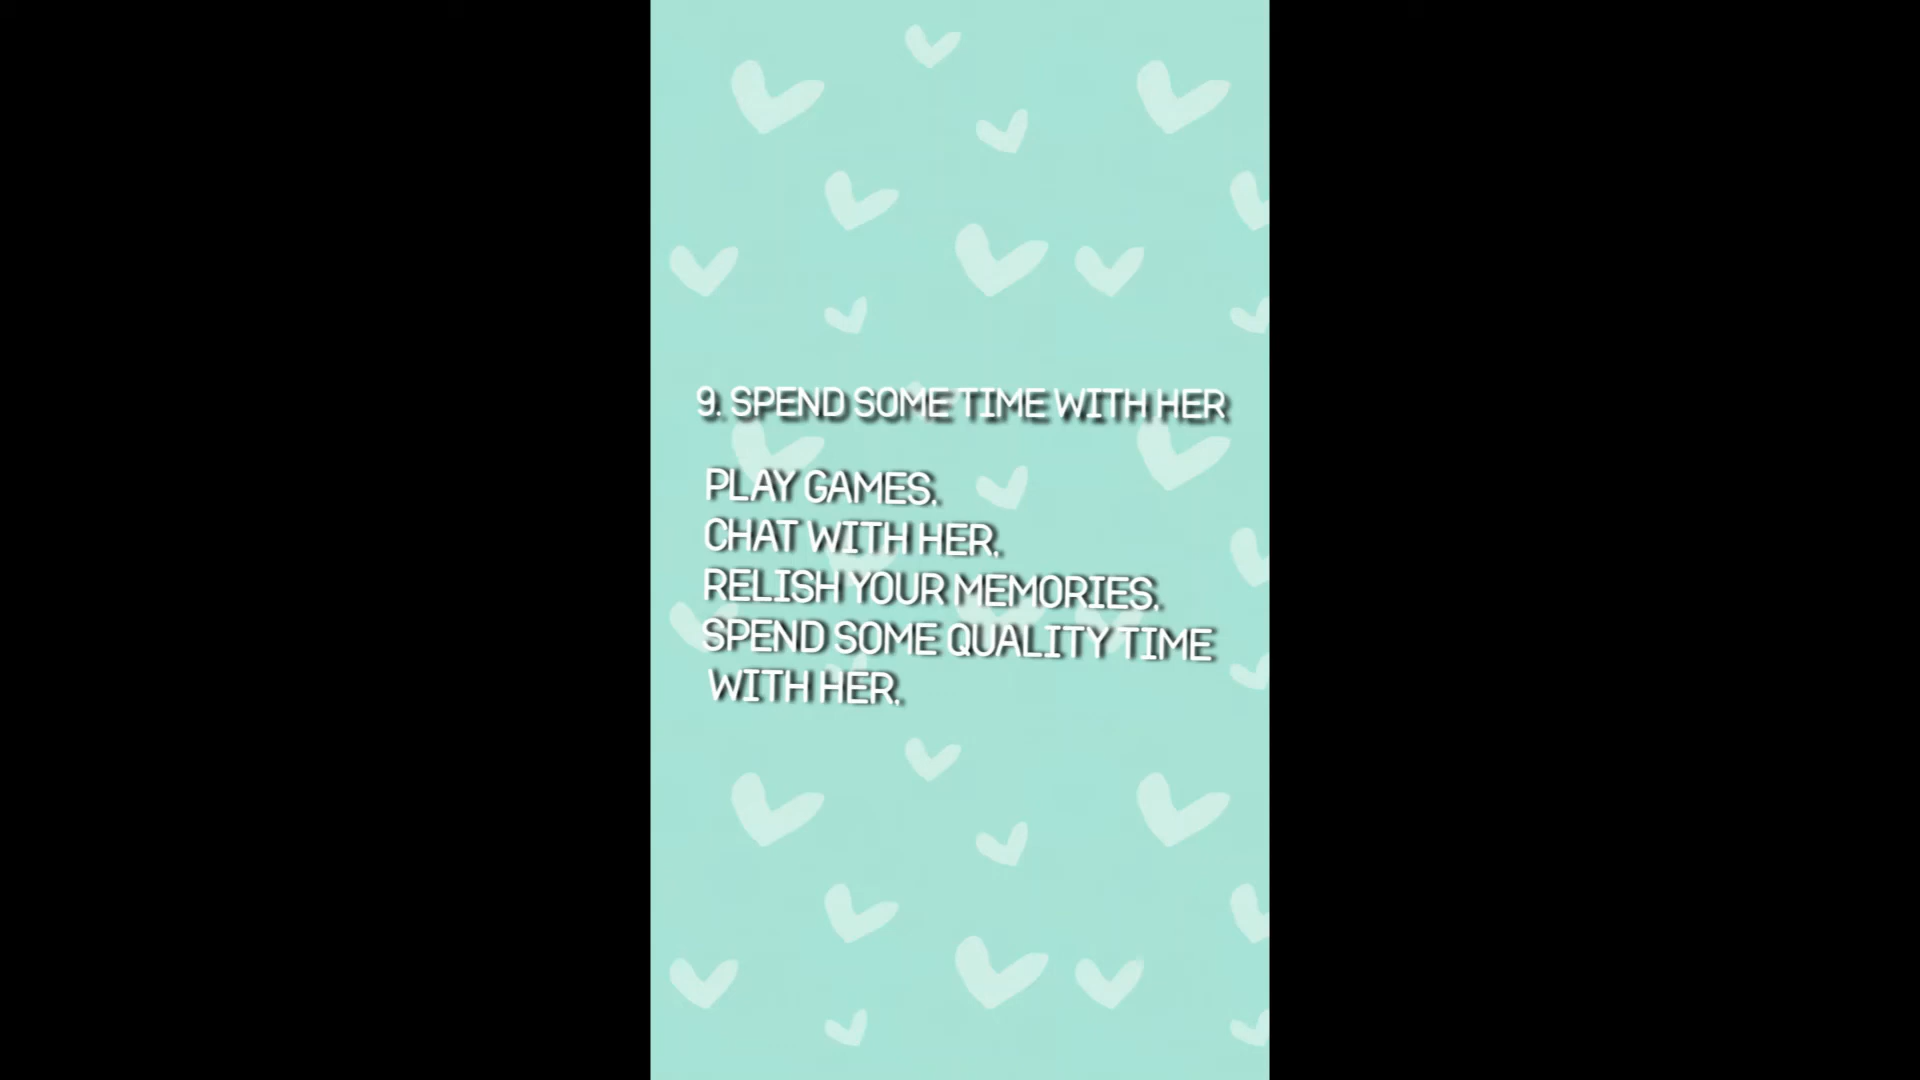 9. SPEND SOME TIME WITH HER
PLAY GAMES.
CHAT WITH HER.
RELISH YOUR MEMORIES.
SPEND SOME QUALITY TIME
WITH HER.